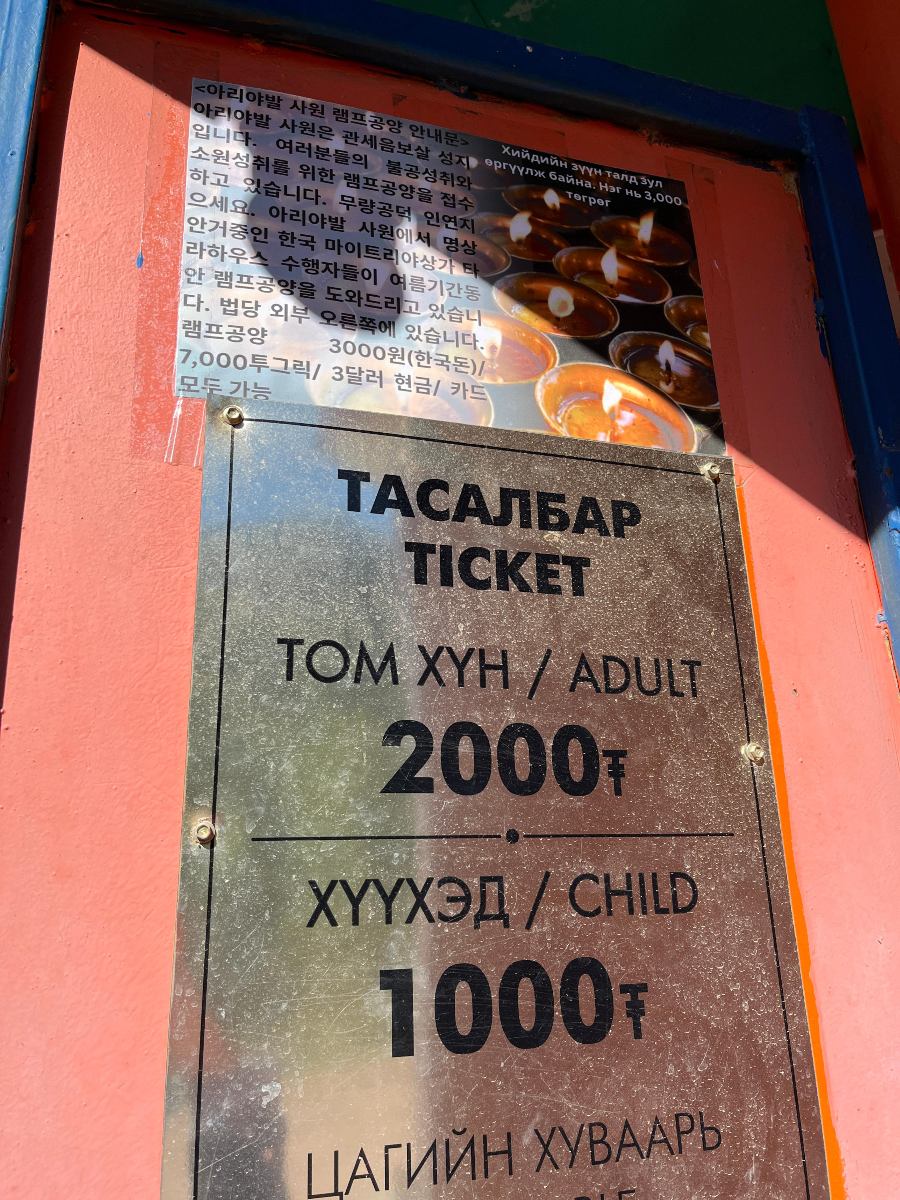 <아리야발 사원 램프공양 안내문>
아리야발 사원은 관세음보살 성지
입니다. 여러분들의 불공성취와
소원성취를 위한 램프공양을 접수
하고 있습니다. 무량공덕 인연지
으세요. 아리야발 사원에서 명상
안거중인 한국 마이트리야상가 타
라하우스 수행자들이 여름기간동
안 램프공양을 도와드리고 있습니
다. 법당 외부 오른쪽에 있습니다.
램프공양 3000원(한국돈)/
7,000투그릭/ 3달러 현금/ 카드
모두 가능
Хийдийн зүүн талд зул
өргүүлж байна. Нэг нь 3,000
төгрөг
ТАСАЛБАР
TICKET
ТОМ ХҮН / ADULT
2000₮
ХҮҮХЭД / CHILD
1000₮
ЦАГИЙН ХУВААРЬ